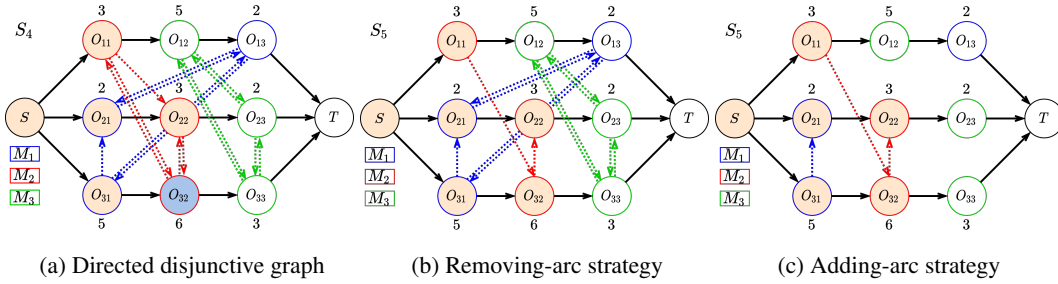 S₄
3 5 2
O₁₁ O₁₂ O₁₃
2 3 2
S O₂₁ O₂₂ O₂₃ T
M₁
M₂
M₃
O₃₁ O₃₂ O₃₃
5 6 3
(a) Directed disjunctive graph
S₅
3 5 2
O₁₁ O₁₂ O₁₃
2 3 2
S O₂₁ O₂₂ O₂₃ T
M₁
M₂
M₃
O₃₁ O₃₂ O₃₃
5 6 3
(b) Removing-arc strategy
S₅
3 5 2
O₁₁ O₁₂ O₁₃
2 3 2
S O₂₁ O₂₂ O₂₃ T
M₁
M₂
M₃
O₃₁ O₃₂ O₃₃
5 6 3
(c) Adding-arc strategy